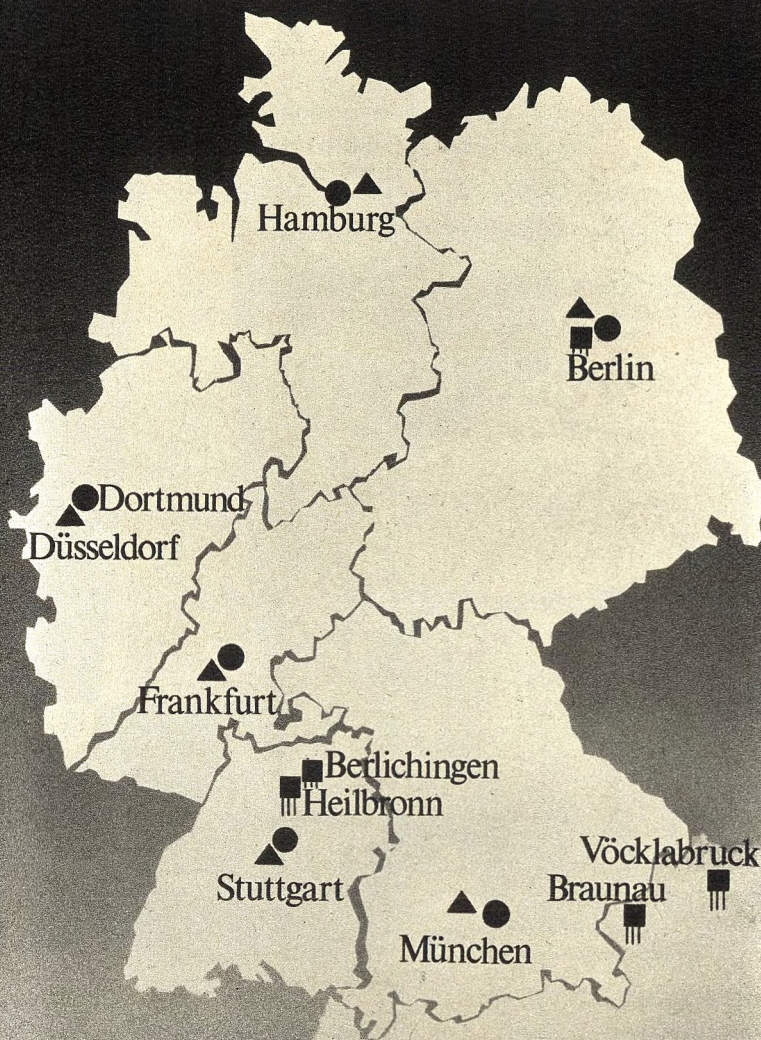 Hamburg
Berlin
Dortmund
Düsseldorf
Frankfurt
Berlichingen
Heilbronn
Vöcklabruck
Stuttgart
Braunau
München